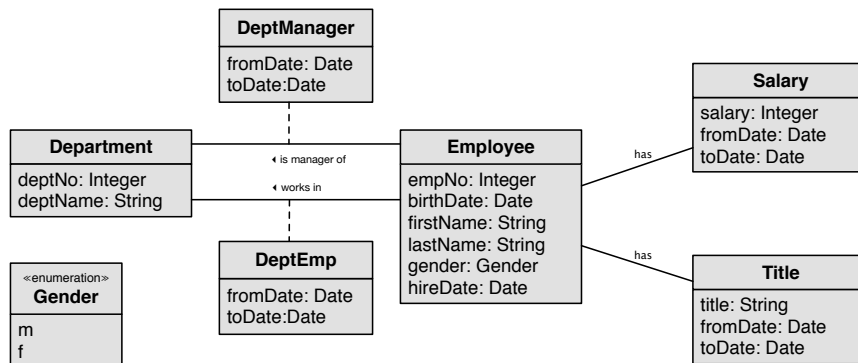 DeptManager
fromDate: Date
toDate:Date
Department
deptNo: Integer
deptName: String
◂ is manager of
◂ works in
Employee
empNo: Integer
birthDate: Date
firstName: String
lastName: String
gender: Gender
hireDate: Date
has
Salary
salary: Integer
fromDate: Date
toDate: Date
«enumeration»
Gender
m
f
DeptEmp
fromDate: Date
toDate:Date
has
Title
title: String
fromDate: Date
toDate: Date